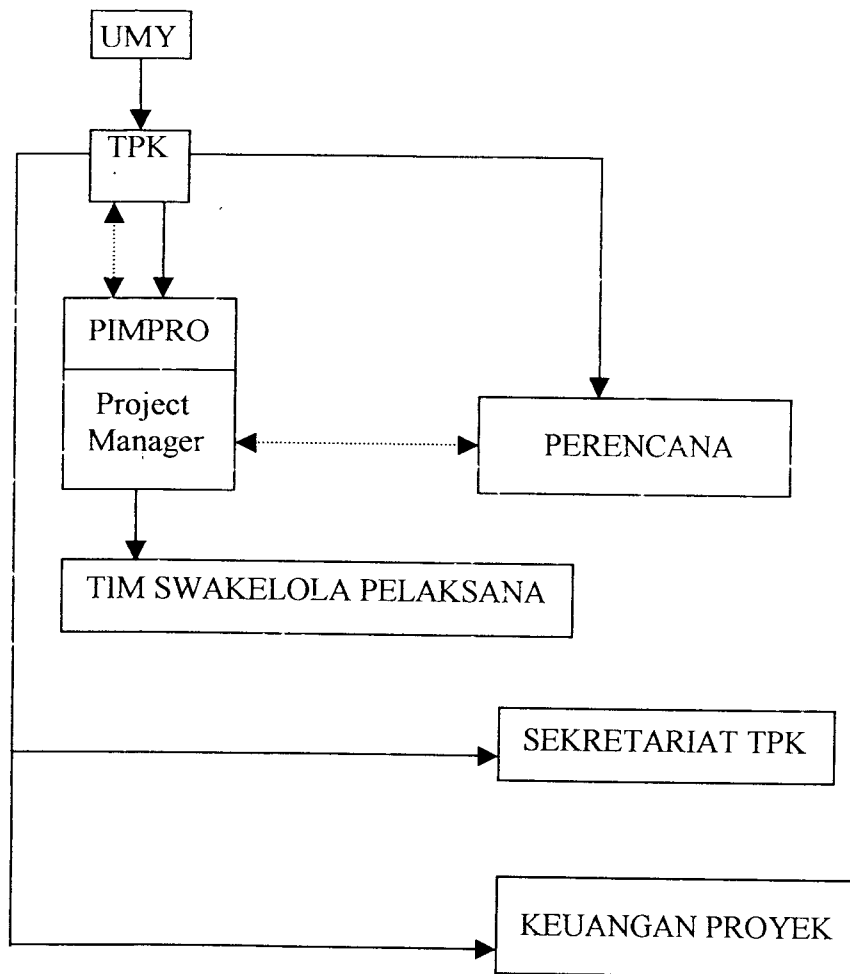 UMY
TPK
PIMPRO
Project
Manager
PERENCANA
TIM SWAKELOLA PELAKSANA
SEKRETARIAT TPK
KEUANGAN PROYEK